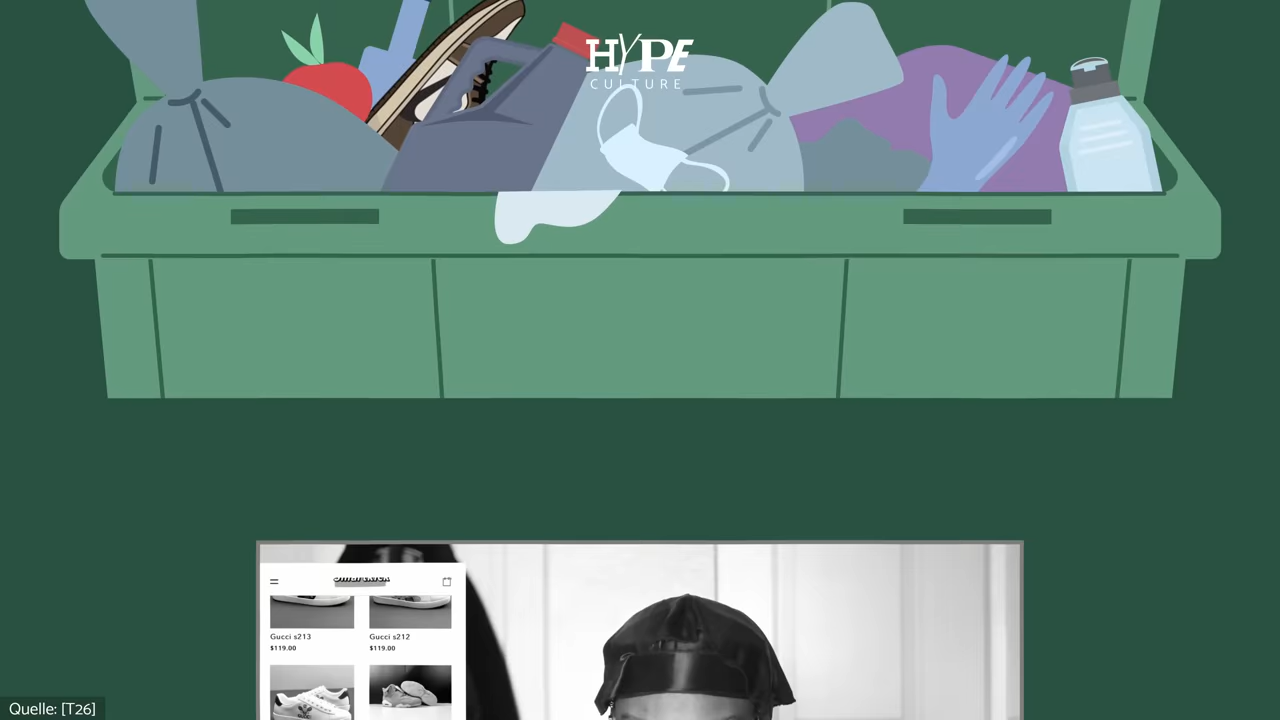 HYPE
CULTURE
Gucci s213
$119.00
Gucci s212
$119.00
Quelle: [T26]